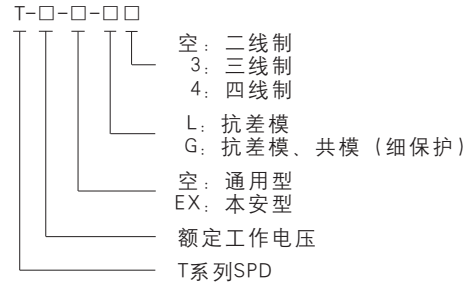 T-□-□-□□
空：二线制
3：三线制
4：四线制
L：抗差模
G：抗差模、共模（细保护）
空：通用型
EX：本安型
额定工作电压
T系列SPD